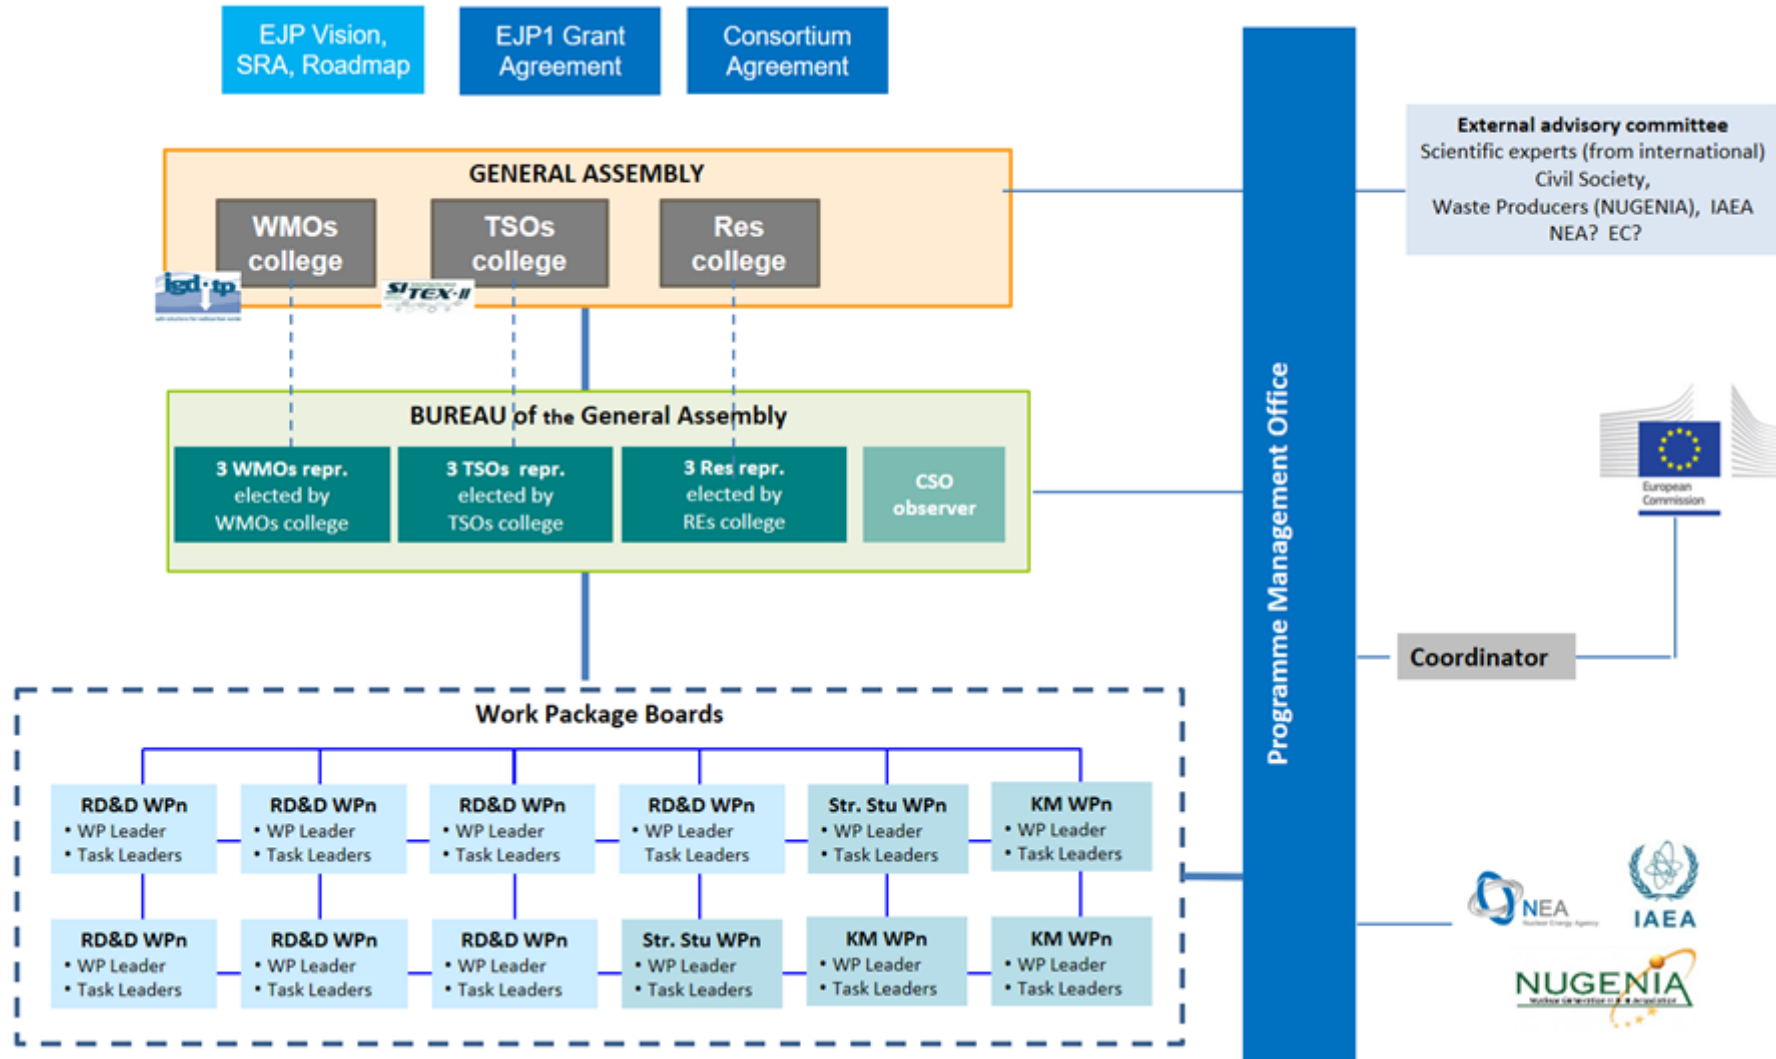 EJP Vision,
SRA, Roadmap
EJP1 Grant
Agreement
Consortium
Agreement
GENERAL ASSEMBLY
WMOs
college
TSOs
college
Res
college
igd·tp
SITEX-II
BUREAU of the General Assembly
3 WMOs repr.
elected by
WMOs college
3 TSOs repr.
elected by
TSOs college
3 Res repr.
elected by
REs college
CSO
observer
Work Package Boards
RD&D WPn
• WP Leader
• Task Leaders
RD&D WPn
• WP Leader
• Task Leaders
RD&D WPn
• WP Leader
• Task Leaders
RD&D WPn
• WP Leader
Task Leaders
Str. Stu WPn
• WP Leader
• Task Leaders
KM WPn
• WP Leader
• Task Leaders
RD&D WPn
• WP Leader
• Task Leaders
RD&D WPn
• WP Leader
• Task Leaders
RD&D WPn
• WP Leader
• Task Leaders
Str. Stu WPn
• WP Leader
• Task Leaders
KM WPn
• WP Leader
• Task Leaders
KM WPn
• WP Leader
• Task Leaders
Programme Management Office
External advisory committee
Scientific experts (from international)
Civil Society,
Waste Producers (NUGENIA), IAEA
NEA? EC?
European
Commission
Coordinator
NEA
Nuclear Energy Agency
IAEA
NUGENIA